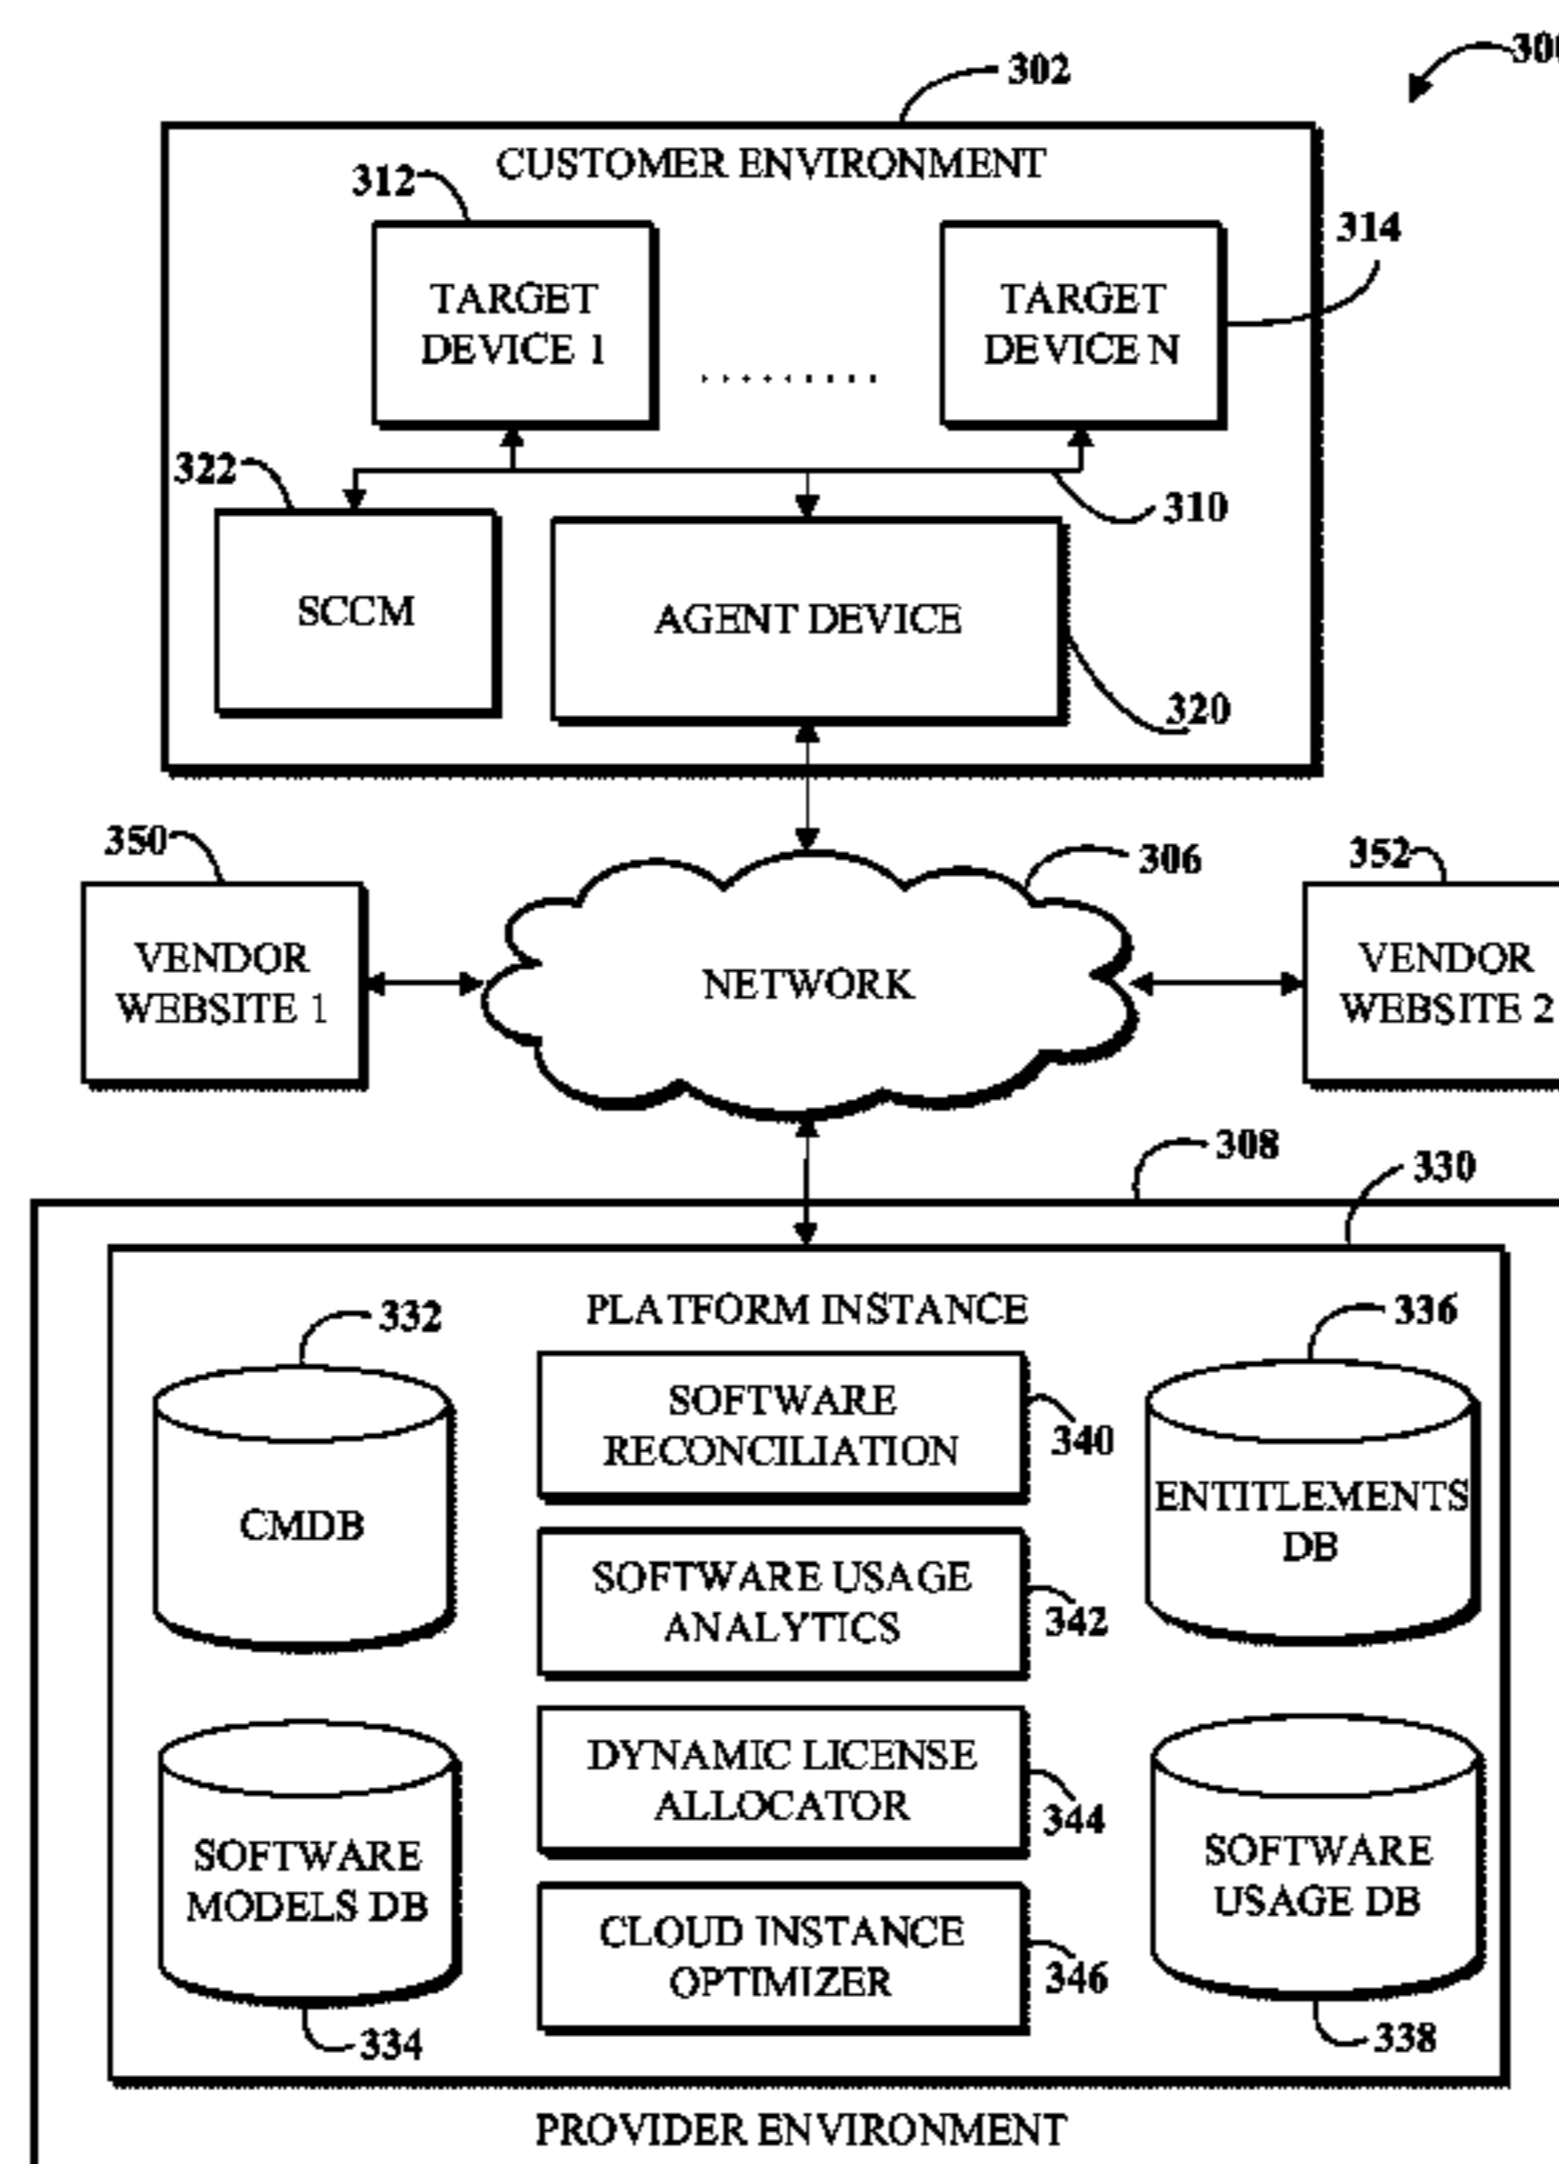 300
302
CUSTOMER ENVIRONMENT
312
314
TARGET
DEVICE 1
.........
TARGET
DEVICE N
322
310
SCCM
AGENT DEVICE
320
350
306
352
VENDOR
WEBSITE 1
NETWORK
VENDOR
WEBSITE 2
308
330
PLATFORM INSTANCE
332
336
SOFTWARE
RECONCILIATION
340
CMDB
ENTITLEMENTS
DB
SOFTWARE USAGE
ANALYTICS
342
DYNAMIC LICENSE
ALLOCATOR
344
SOFTWARE
MODELS DB
SOFTWARE
USAGE DB
CLOUD INSTANCE
OPTIMIZER
346
334
338
PROVIDER ENVIRONMENT